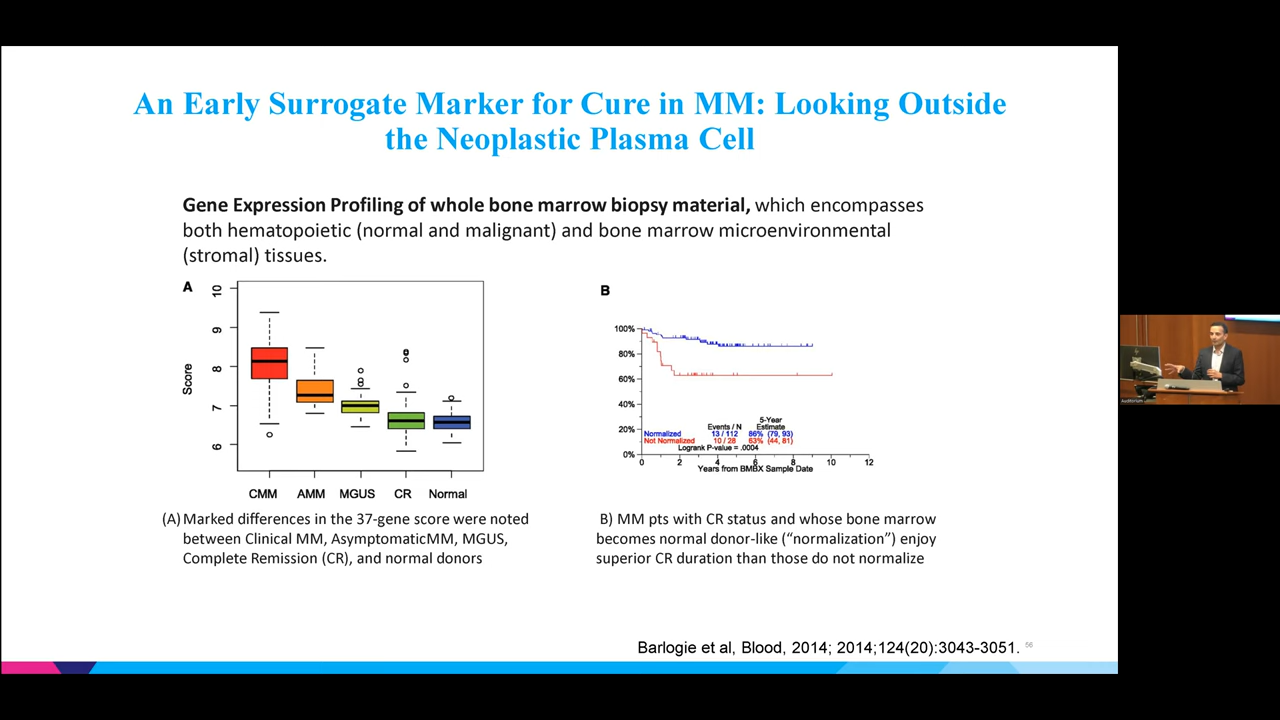 An Early Surrogate Marker for Cure in MM: Looking Outside
the Neoplastic Plasma Cell
Gene Expression Profiling of whole bone marrow biopsy material, which encompasses
both hematopoietic (normal and malignant) and bone marrow microenvironmental
(stromal) tissues.
A
10
9
8
7
6
Score
CMM AMM MGUS CR Normal
B
100%
80%
60%
40%
20%
0%
Events / N 5-Year Estimate
Normalized 13 / 112 86% (79, 93)
Not Normalized 10 / 28 63% (44, 81)
Logrank P-value = .0004
0 2 4 6 8 10 12
Years from BMBX Sample Date
(A) Marked differences in the 37-gene score were noted
between Clinical MM, AsymptomaticMM, MGUS,
Complete Remission (CR), and normal donors
B) MM pts with CR status and whose bone marrow
becomes normal donor-like (“normalization”) enjoy
superior CR duration than those do not normalize
Barlogie et al, Blood, 2014; 2014;124(20):3043-3051.
56
Auditorium